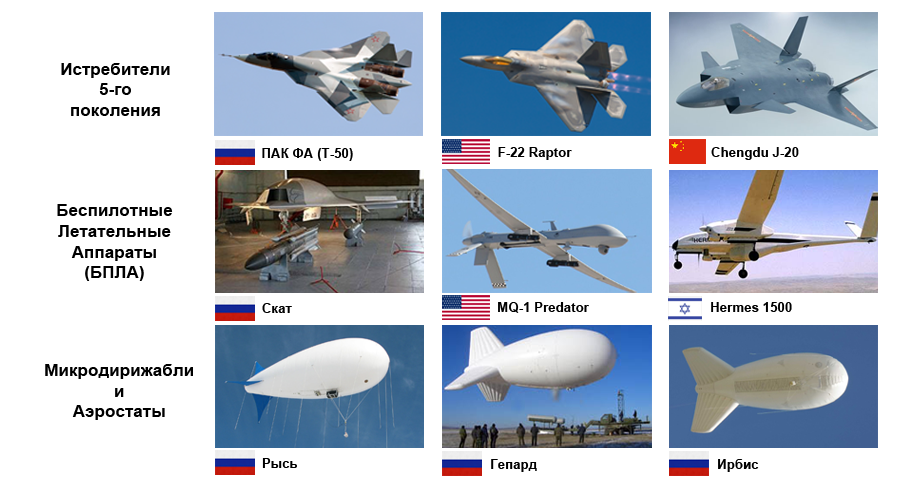 Истребители
5-го
поколения
ПАК ФА (Т-50)
F-22 Raptor
Chengdu J-20
Беспилотные
Летательные
Аппараты
(БПЛА)
Скат
MQ-1 Predator
Hermes 1500
Микродирижабли
и
Аэростаты
Рысь
Гепард
Ирбис